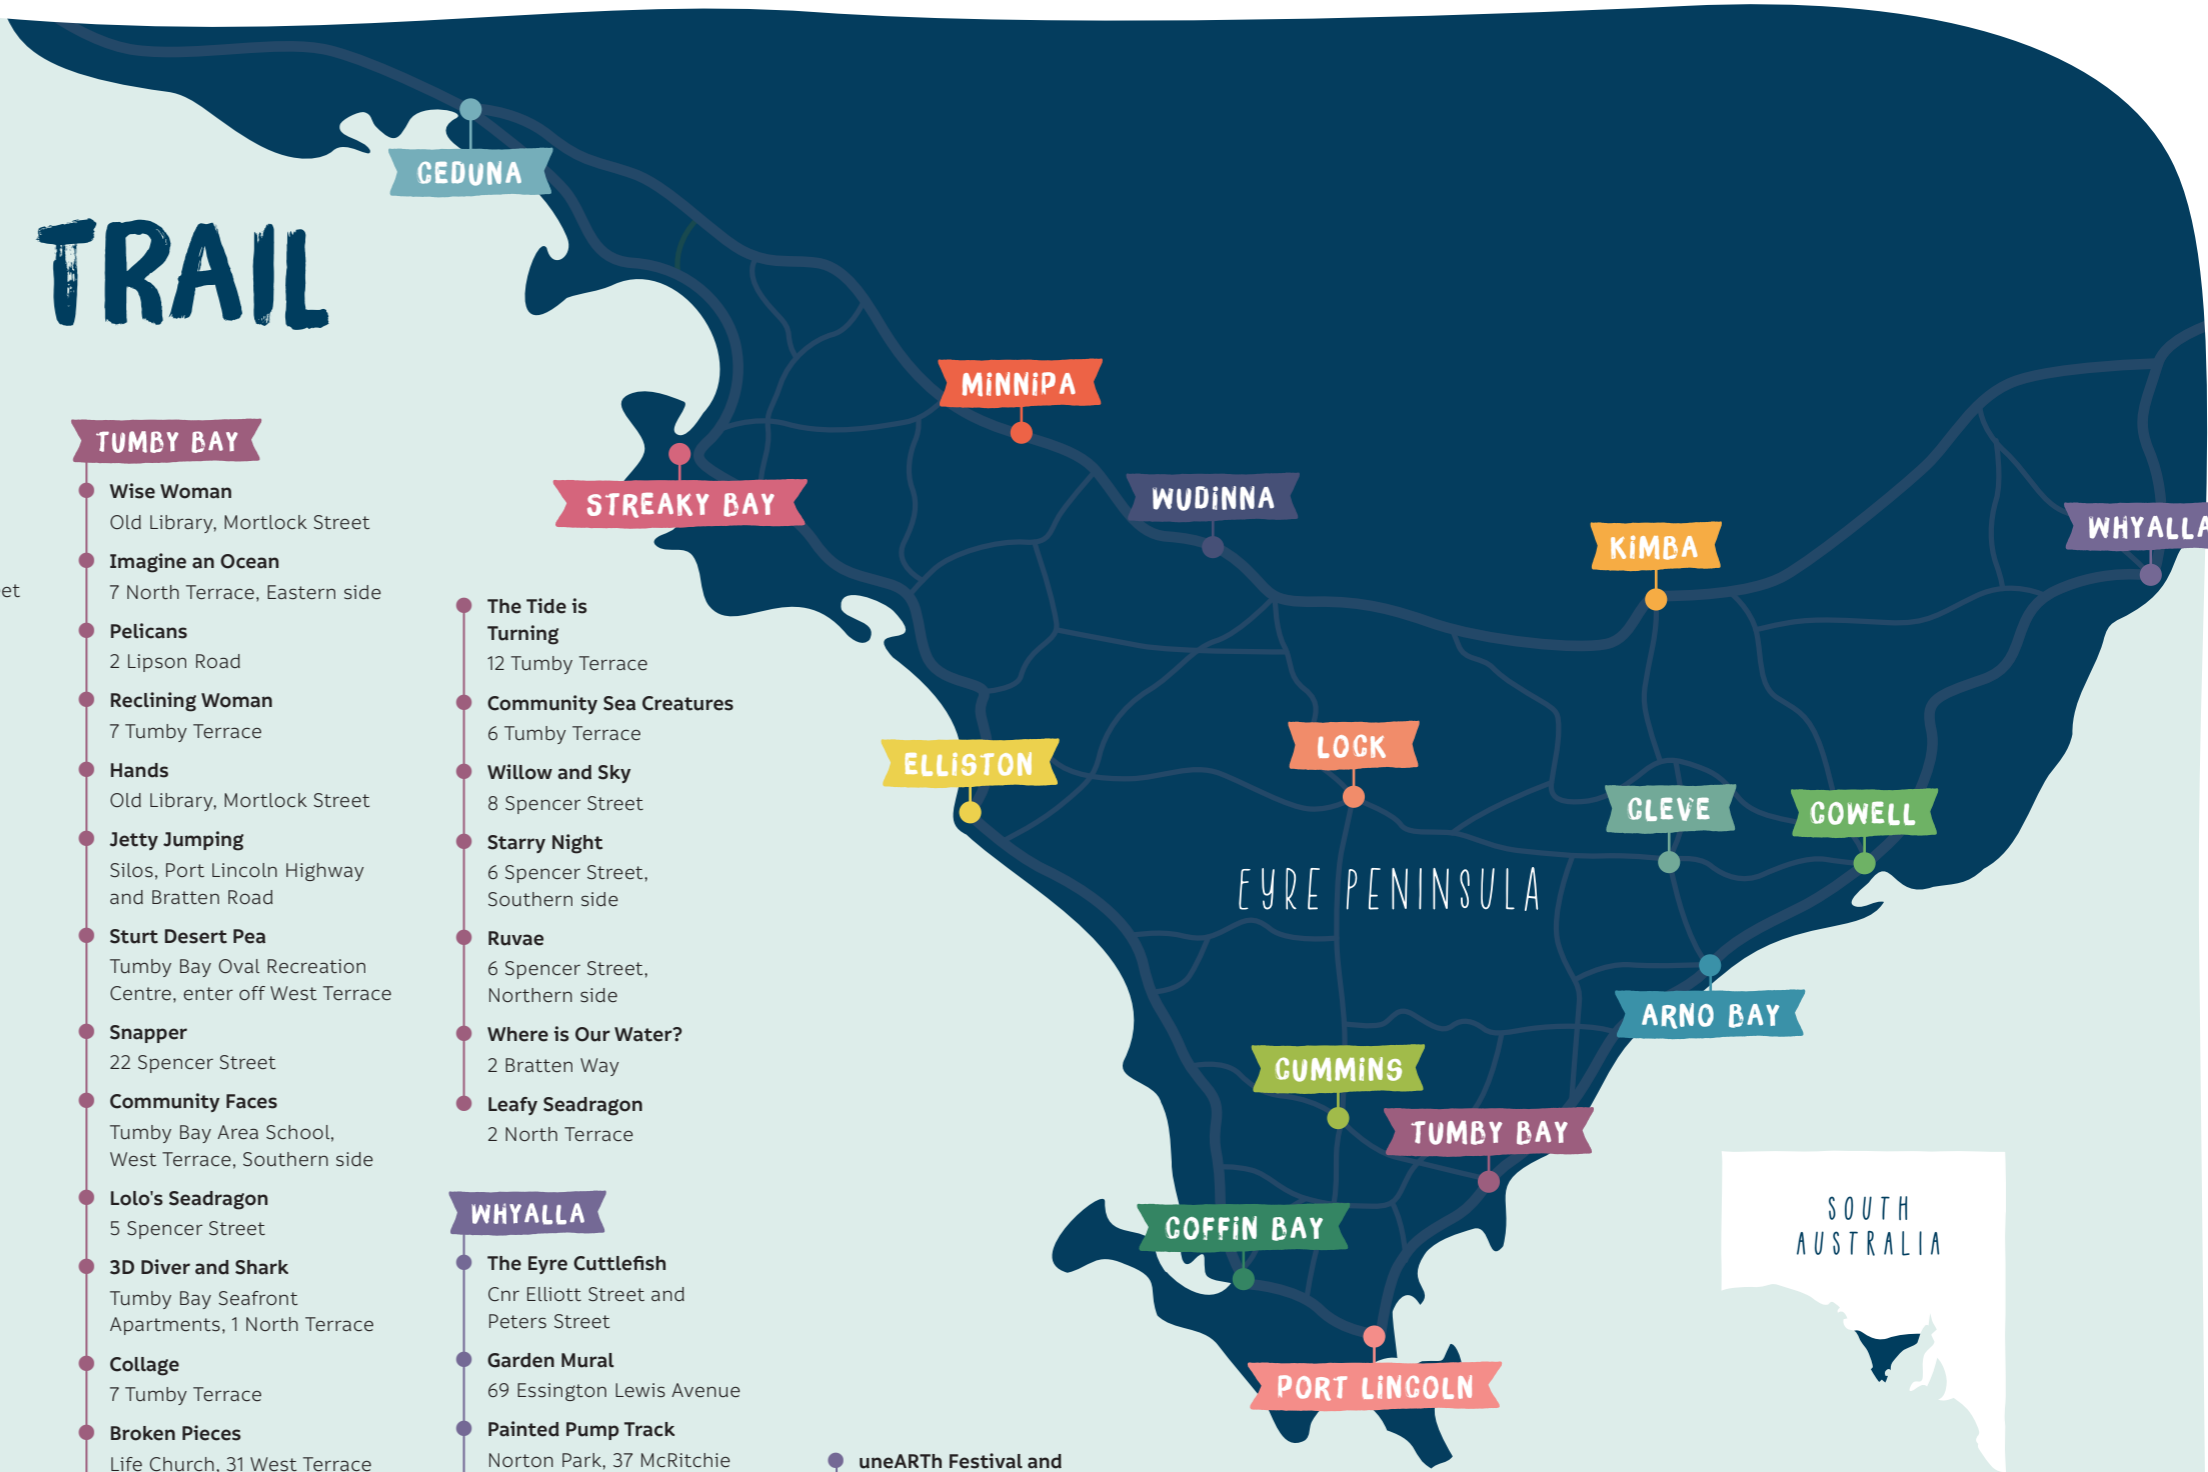 TRAIL
CEDUNA
MINNIPA
STREAKY BAY
WUDINNA
KIMBA
WHYALLA
ELLISTON
LOCK
CLEVE
COWELL
EYRE PENINSULA
ARNO BAY
CUMMINS
TUMBY BAY
COFFIN BAY
PORT LINCOLN
SOUTH
AUSTRALIA
et
TUMBY BAY
Wise Woman
Old Library, Mortlock Street
Imagine an Ocean
7 North Terrace, Eastern side
Pelicans
2 Lipson Road
Reclining Woman
7 Tumby Terrace
Hands
Old Library, Mortlock Street
Jetty Jumping
Silos, Port Lincoln Highway
and Bratten Road
Sturt Desert Pea
Tumby Bay Oval Recreation
Centre, enter off West Terrace
Snapper
22 Spencer Street
Community Faces
Tumby Bay Area School,
West Terrace, Southern side
Lolo's Seadragon
5 Spencer Street
3D Diver and Shark
Tumby Bay Seafront
Apartments, 1 North Terrace
Collage
7 Tumby Terrace
Broken Pieces
Life Church, 31 West Terrace
The Tide is
Turning
12 Tumby Terrace
Community Sea Creatures
6 Tumby Terrace
Willow and Sky
8 Spencer Street
Starry Night
6 Spencer Street,
Southern side
Ruvae
6 Spencer Street,
Northern side
Where is Our Water?
2 Bratten Way
Leafy Seadragon
2 North Terrace
WHYALLA
The Eyre Cuttlefish
Cnr Elliott Street and
Peters Street
Garden Mural
69 Essington Lewis Avenue
Painted Pump Track
Norton Park, 37 McRitchie
uneARTh Festival and